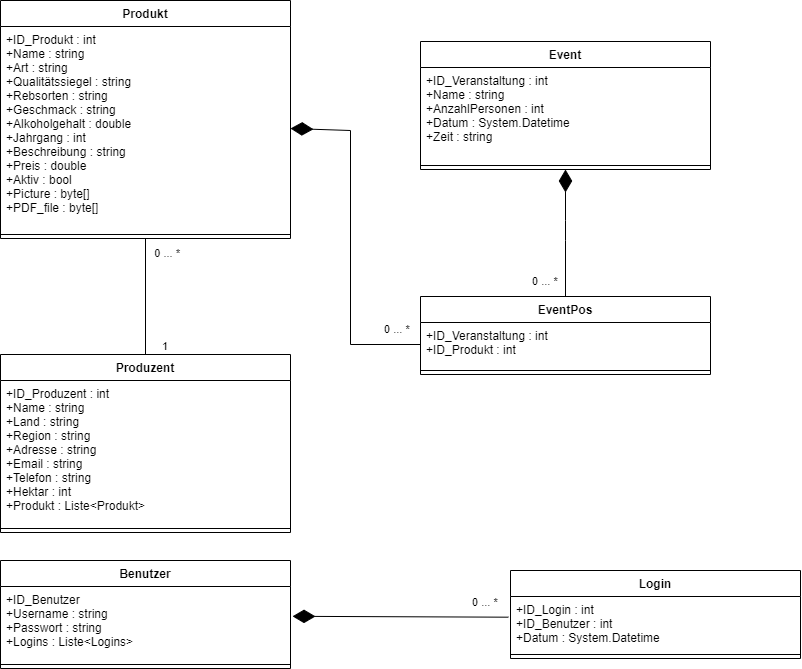 Produkt
+ID_Produkt : int
+Name : string
+Art : string
+Qualitätssiegel : string
+Rebsorten : string
+Geschmack : string
+Alkoholgehalt : double
+Jahrgang : int
+Beschreibung : string
+Preis : double
+Aktiv : bool
+Picture : byte[]
+PDF_file : byte[]
Event
+ID_Veranstaltung : int
+Name : string
+AnzahlPersonen : int
+Datum : System.Datetime
+Zeit : string
0 ... *
0 ... *
0 ... *
1
EventPos
+ID_Veranstaltung : int
+ID_Produkt : int
Produzent
+ID_Produzent : int
+Name : string
+Land : string
+Region : string
+Adresse : string
+Email : string
+Telefon : string
+Hektar : int
+Produkt : Liste<Produkt>
Benutzer
+ID_Benutzer
+Username : string
+Passwort : string
+Logins : Liste<Logins>
0 ... *
Login
+ID_Login : int
+ID_Benutzer : int
+Datum : System.Datetime